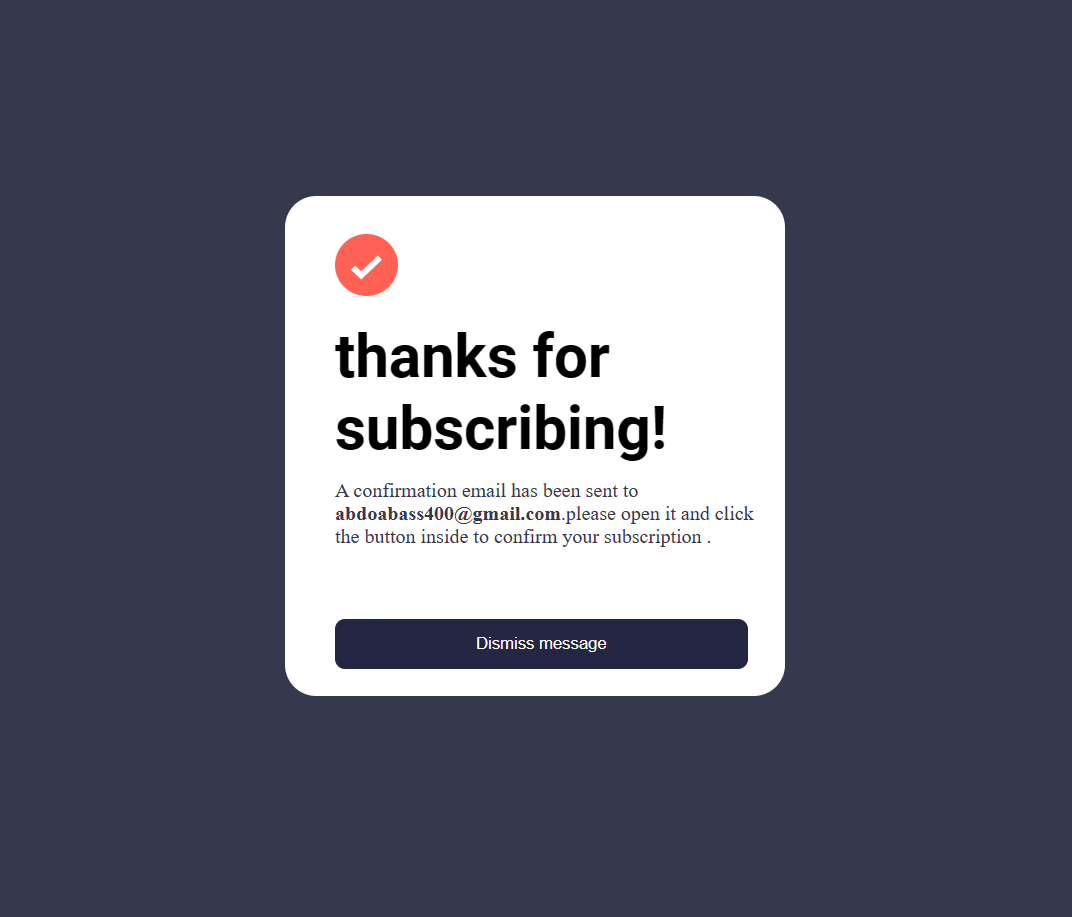 thanks for
subscribing!
A confirmation email has been sent to
abdoabass400@gmail.com.please open it and click
the button inside to confirm your subscription .
Dismiss message